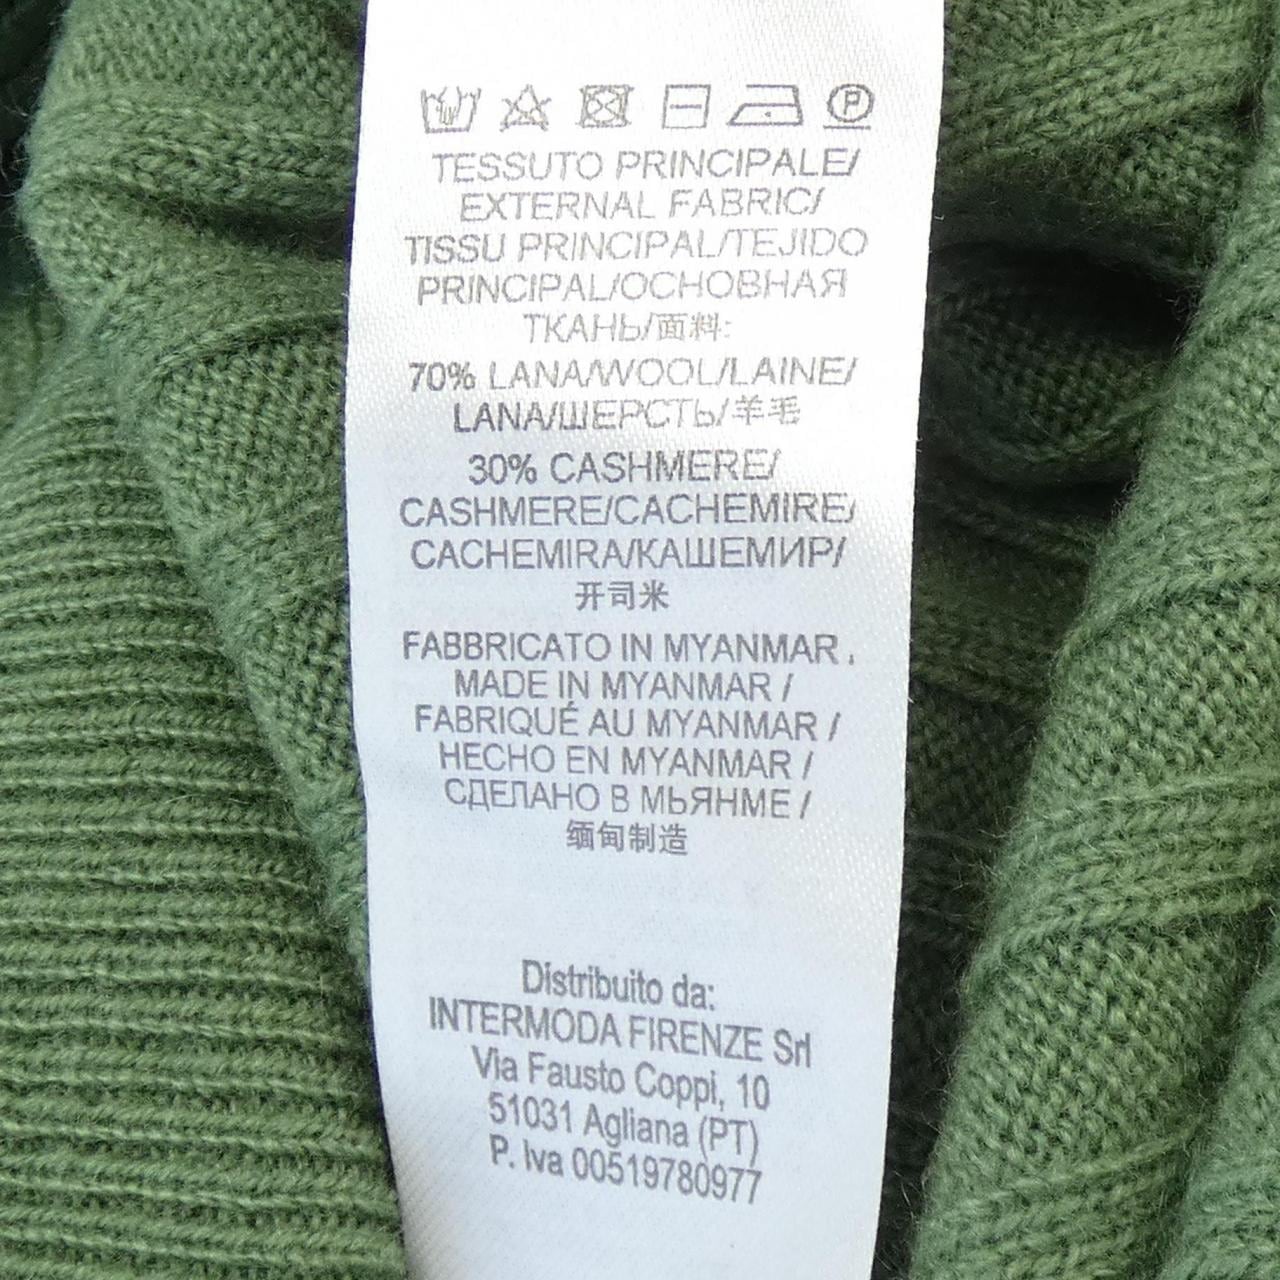 TESSUTO PRINCIPALE/
EXTERNAL FABRIC/
TISSU PRINCIPAL/TEJIDO
PRINCIPAL/ОСНОВНАЯ
ТКАНЬ/面料:
70% LANA/WOOL/LAINE/
LANA/ШЕРСТЬ/羊毛
30% CASHMERE/
CASHMERE/CACHEMIRE/
CACHEMIRA/КАШЕМИР/
开司米
FABBRICATO IN MYANMAR .
MADE IN MYANMAR /
FABRIQUÉ AU MYANMAR /
HECHO EN MYANMAR /
СДЕЛАНО В МЬЯНМЕ /
缅甸制造
Distribuito da:
INTERMODA FIRENZE Srl
Via Fausto Coppi, 10
51031 Agliana (PT)
P. Iva 00519780977